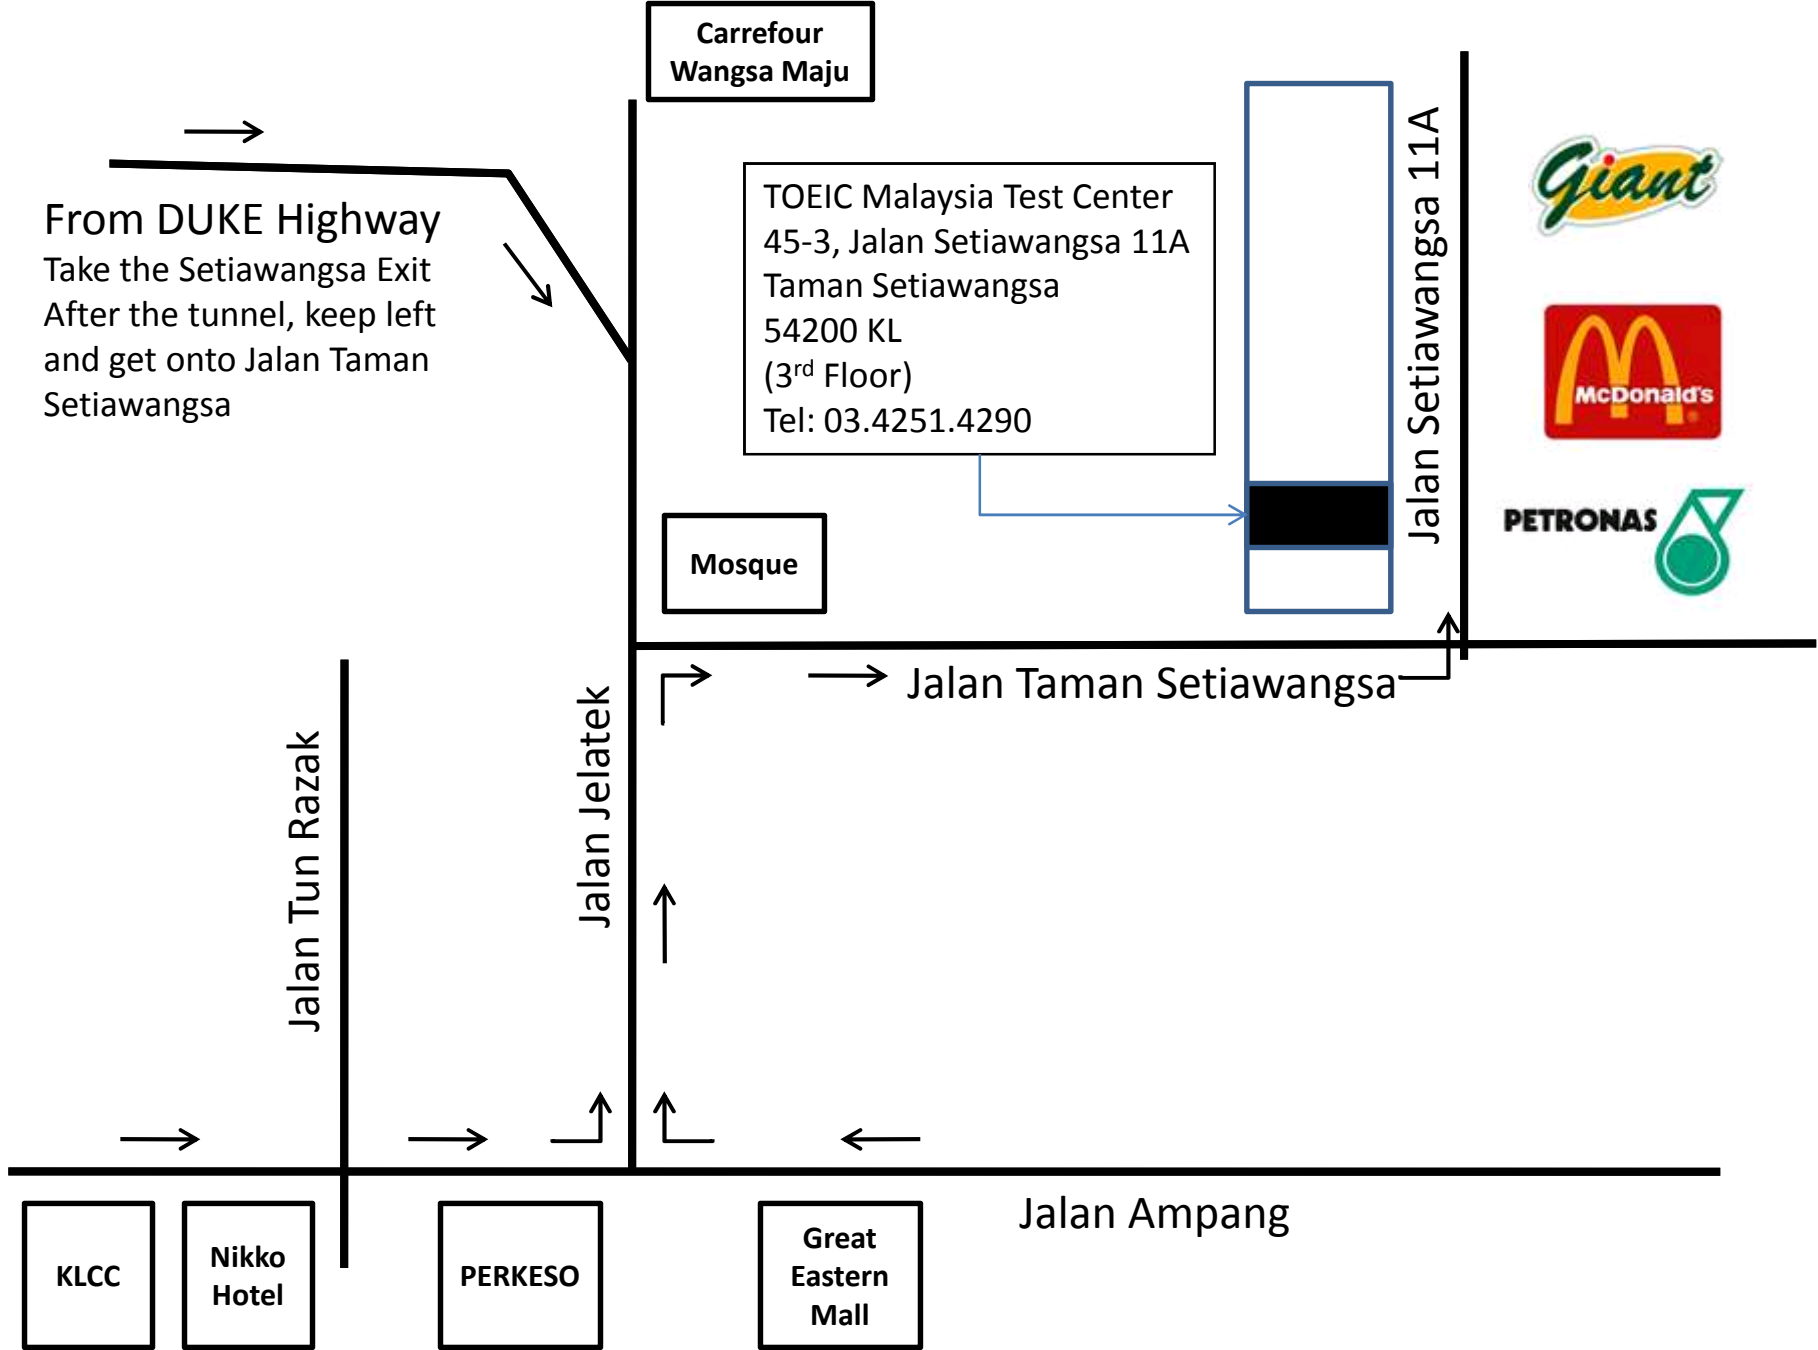 Carrefour
Wangsa Maju
From DUKE Highway
Take the Setiawangsa Exit
After the tunnel, keep left
and get onto Jalan Taman
Setiawangsa
TOEIC Malaysia Test Center
45-3, Jalan Setiawangsa 11A
Taman Setiawangsa
54200 KL
(3rd Floor)
Tel: 03.4251.4290
Jalan Setiawangsa 11A
Giant
McDonald's
PETRONAS
Mosque
Jalan Taman Setiawangsa
Jalan Tun Razak
Jalan Jelatek
Jalan Ampang
KLCC
Nikko
Hotel
PERKESO
Great
Eastern
Mall